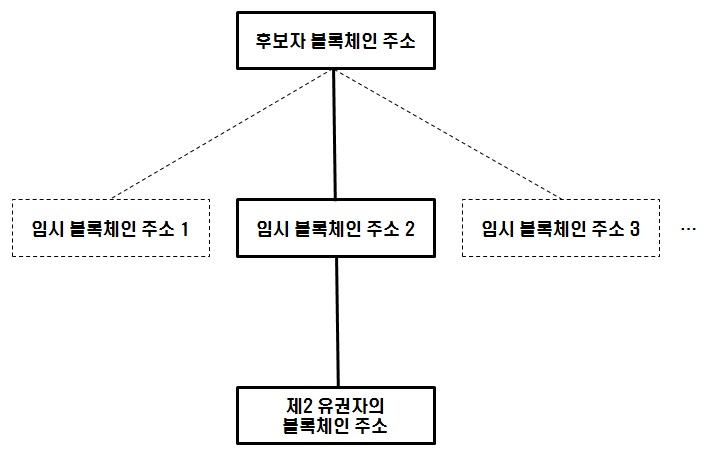 후보자 블록체인 주소
임시 블록체인 주소 1
임시 블록체인 주소 2
임시 블록체인 주소 3
...
제2 유권자의
블록체인 주소